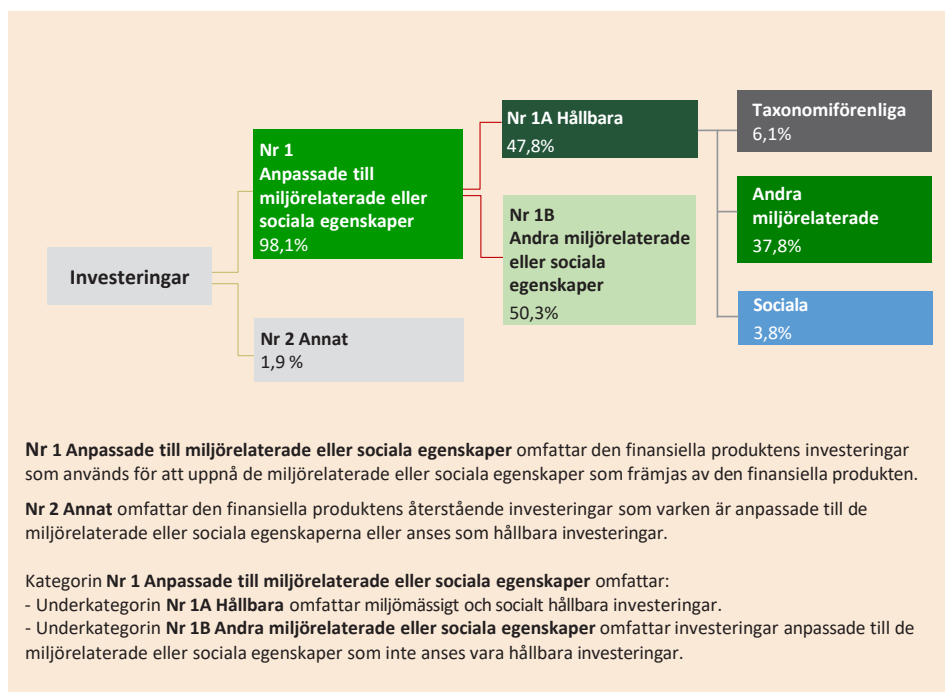 Investeringar
Nr 1
Anpassade till
miljörelaterade eller
sociala egenskaper
98,1%
Nr 2 Annat
1,9 %
Nr 1A Hållbara
47,8%
Nr 1B
Andra miljörelaterade
eller sociala
egenskaper
50,3%
Taxonomiförenliga
6,1%
Andra
miljörelaterade
37,8%
Sociala
3,8%
Nr 1 Anpassade till miljörelaterade eller sociala egenskaper omfattar den finansiella produktens investeringar
som används för att uppnå de miljörelaterade eller sociala egenskaper som främjas av den finansiella produkten.
Nr 2 Annat omfattar den finansiella produktens återstående investeringar som varken är anpassade till de
miljörelaterade eller sociala egenskaperna eller anses som hållbara investeringar.
Kategorin Nr 1 Anpassade till miljörelaterade eller sociala egenskaper omfattar:
- Underkategorin Nr 1A Hållbara omfattar miljömässigt och socialt hållbara investeringar.
- Underkategorin Nr 1B Andra miljörelaterade eller sociala egenskaper omfattar investeringar anpassade till de
miljörelaterade eller sociala egenskaper som inte anses vara hållbara investeringar.